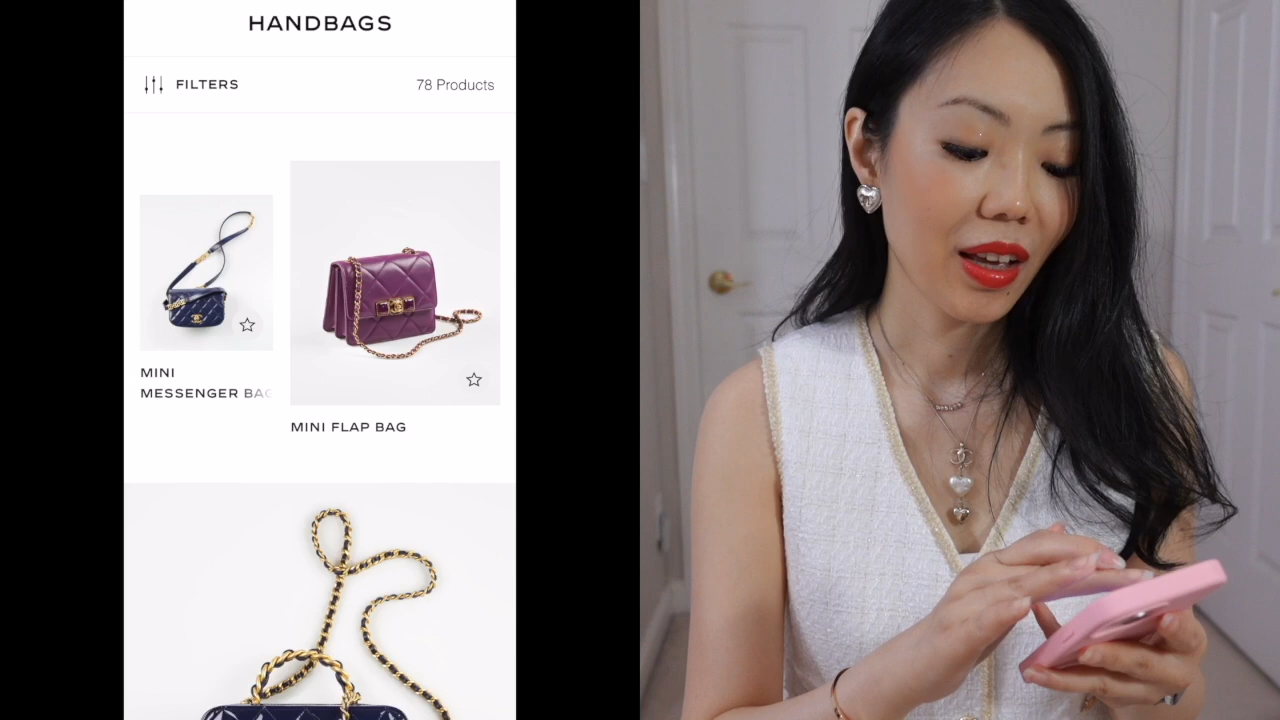 HANDBAGS
FILTERS
78 Products
MINI
MESSENGER BAG
MINI FLAP BAG